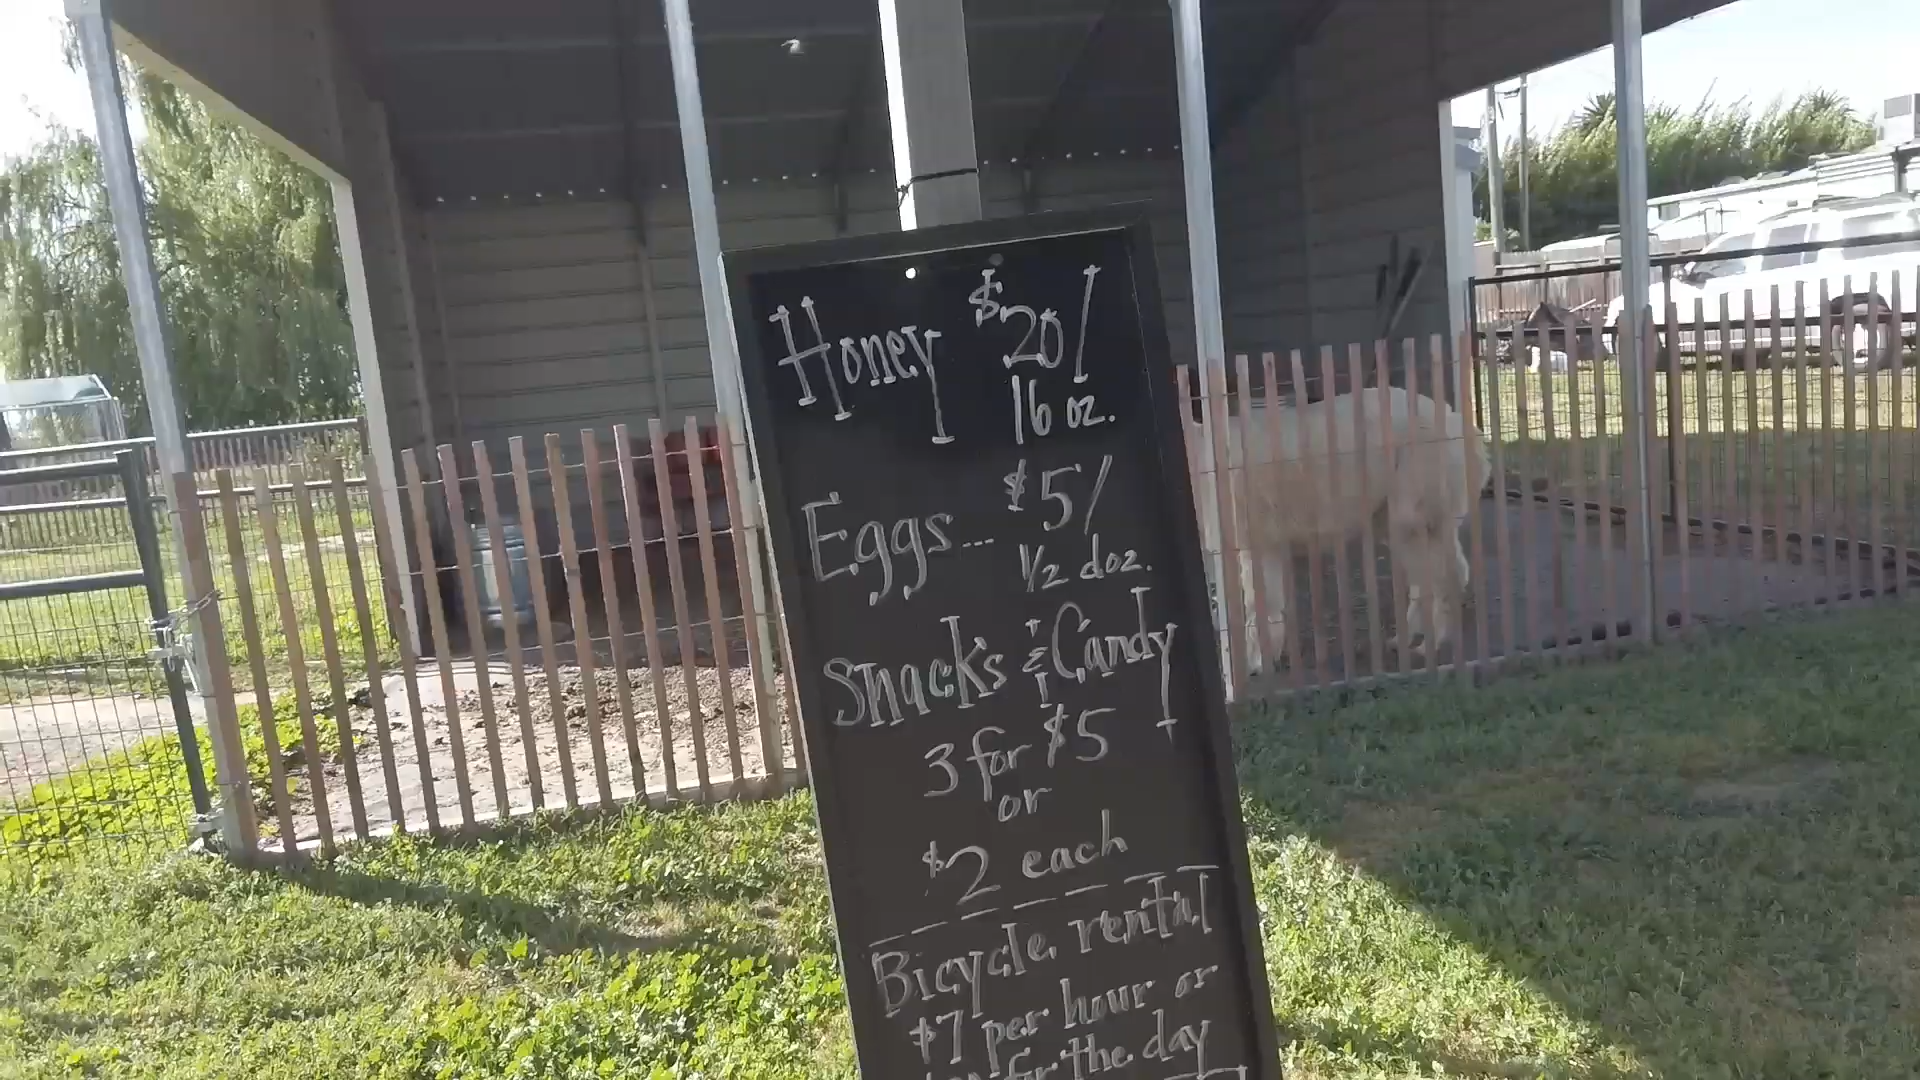 Honey $20/
16 oz.
Eggs... $5/
1/2 doz.
Snacks & Candy
3 for $5
or
$2 each
Bicycle rental
$7 per hour or
for the day